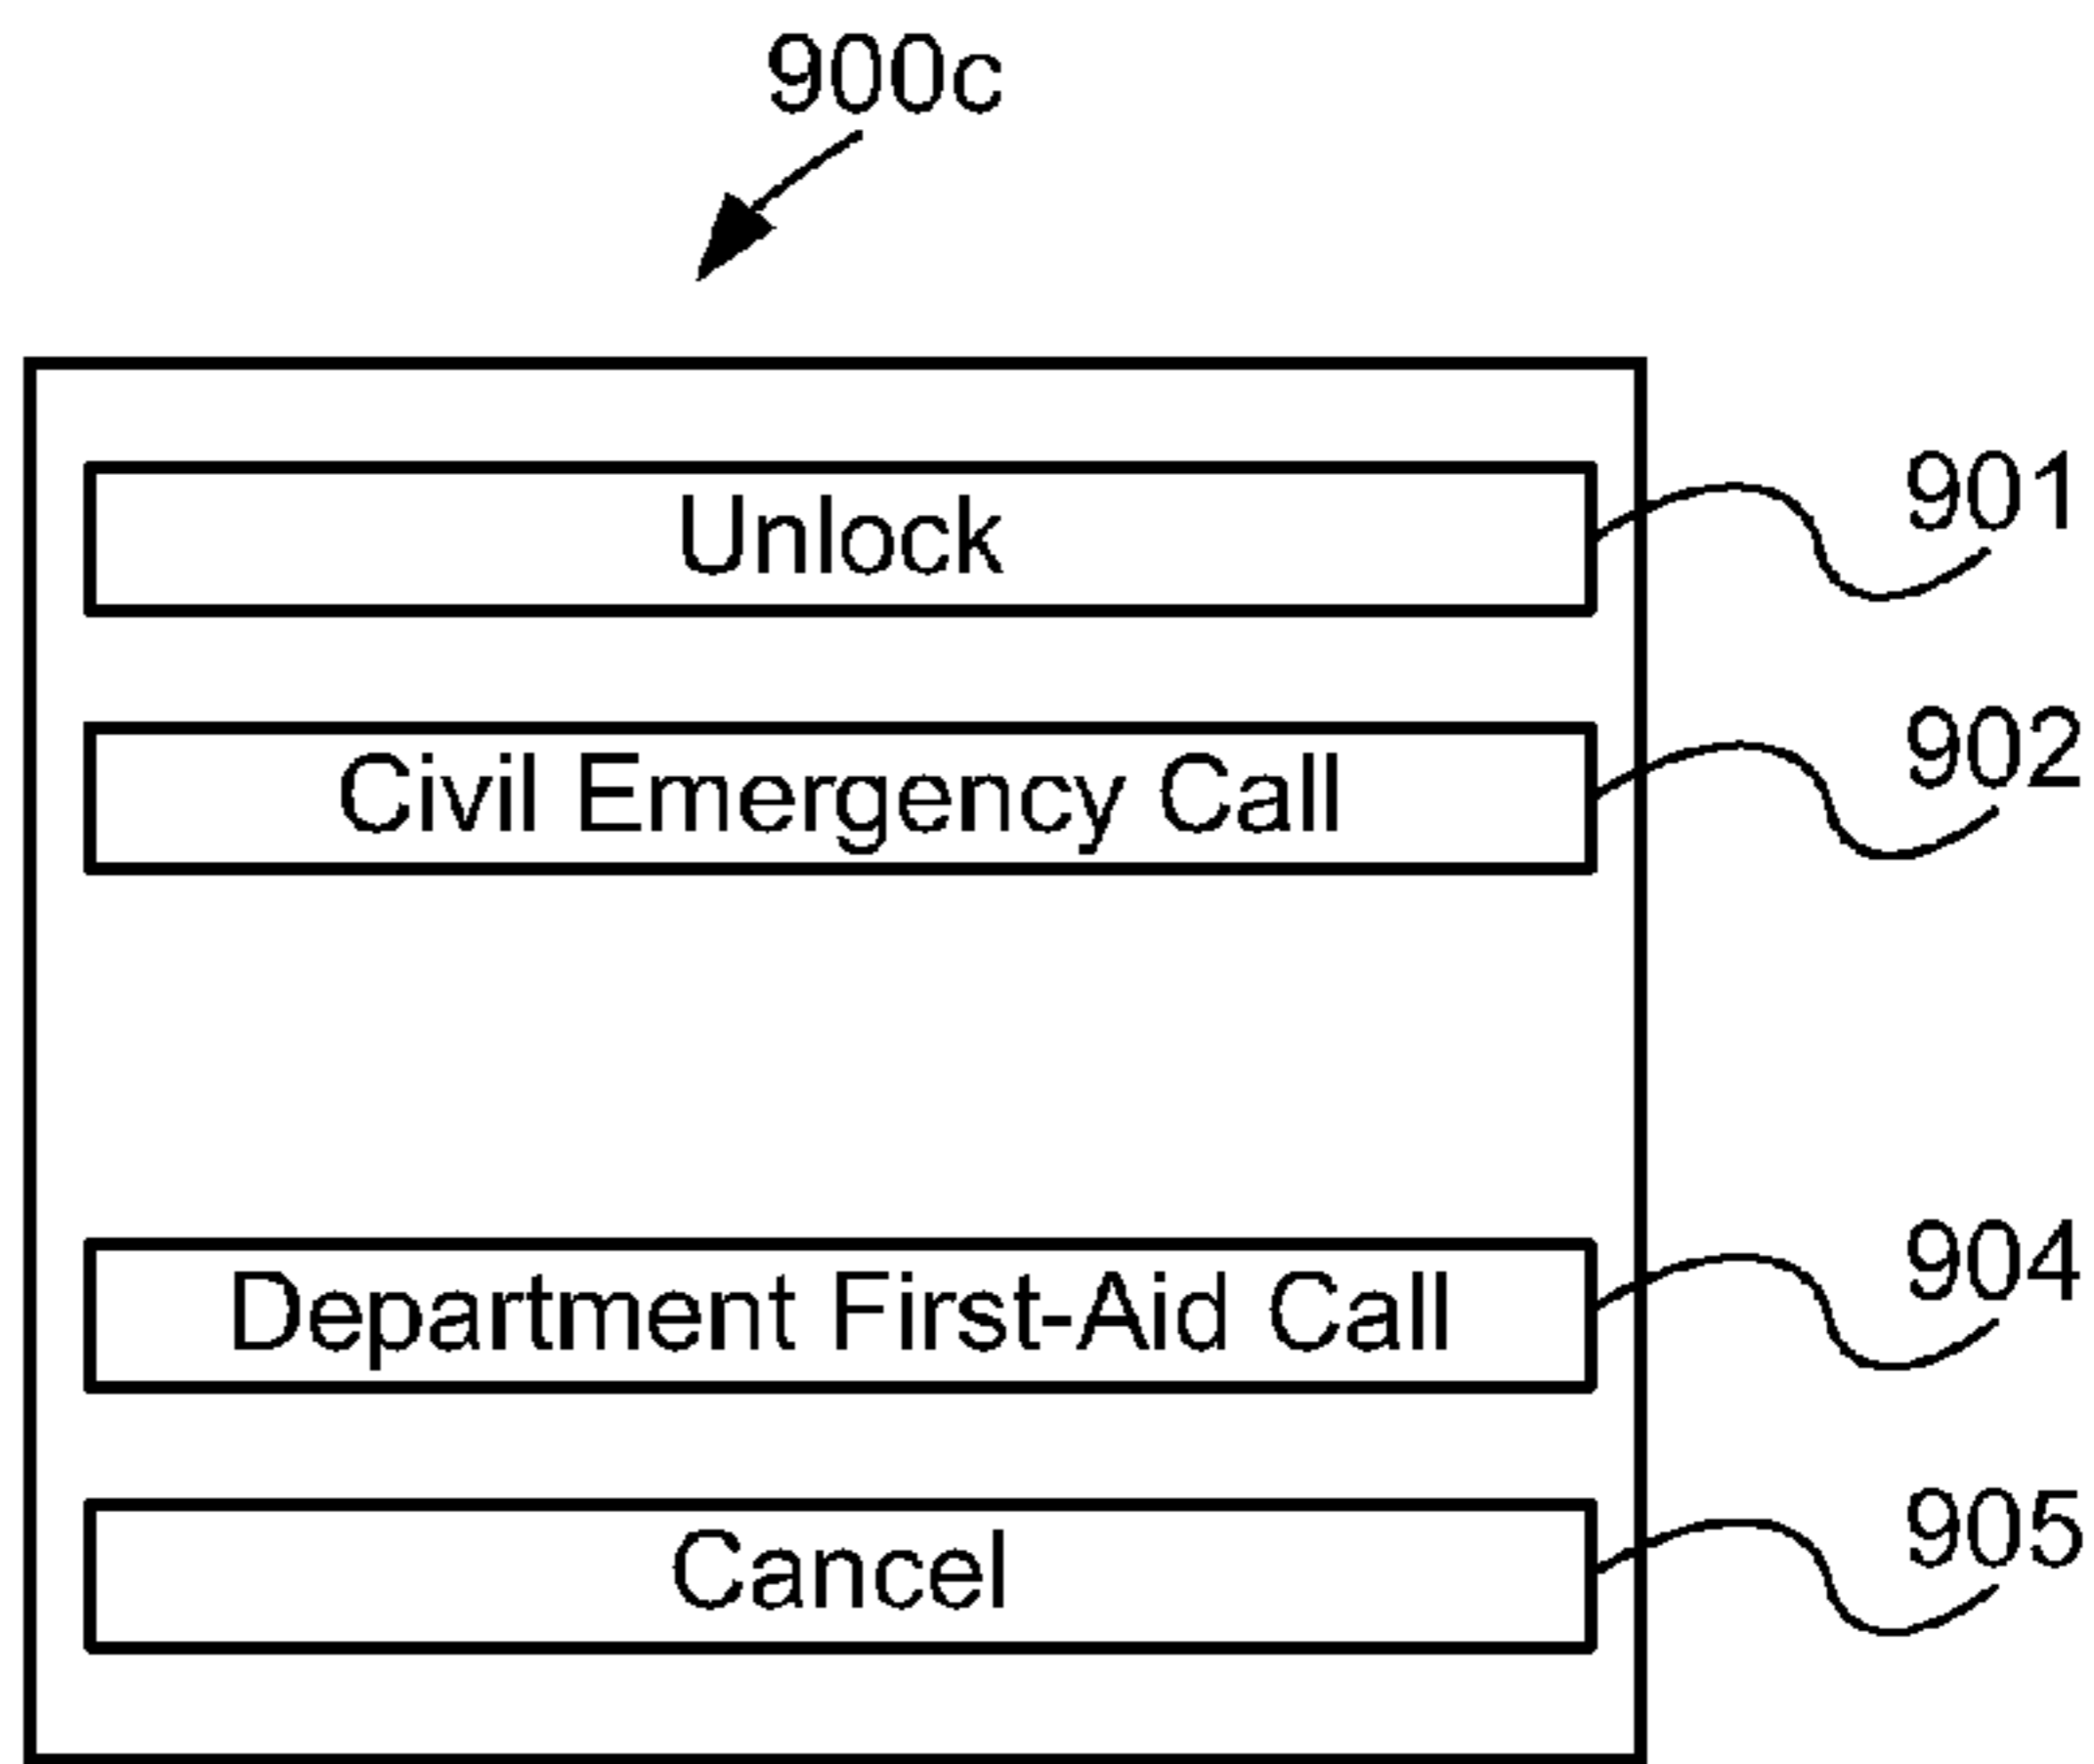 900c
Unlock 901
Civil Emergency Call 902
Department First-Aid Call 904
Cancel 905